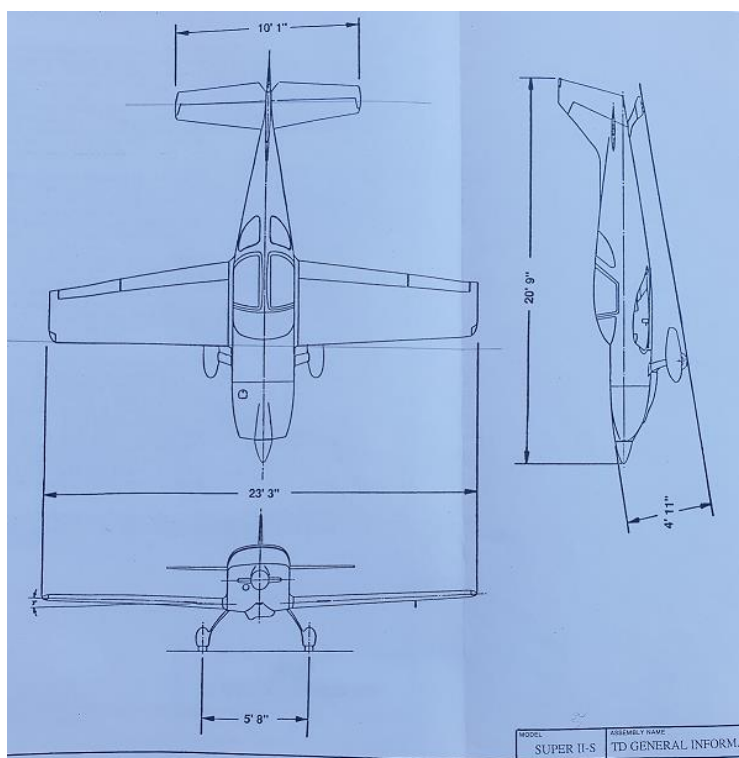 10' 1"
20' 9"
23' 3"
4' 11"
5' 8"
MODEL
SUPER II-S
ASSEMBLY NAME
TD GENERAL INFORM